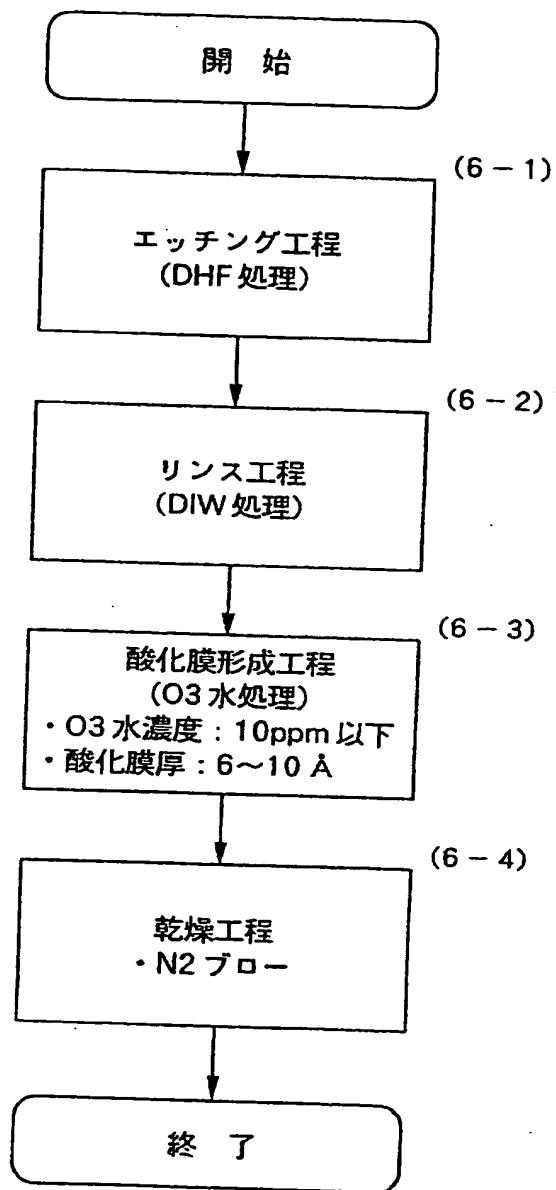 開 始
(6-1)
エッチング工程
(DHF処理)
(6-2)
リンス工程
(DIW処理)
(6-3)
酸化膜形成工程
(O3水処理)
・O3水濃度:10ppm以下
・酸化膜厚:6～10 Å
(6-4)
乾燥工程
・N2ブロー
終 了